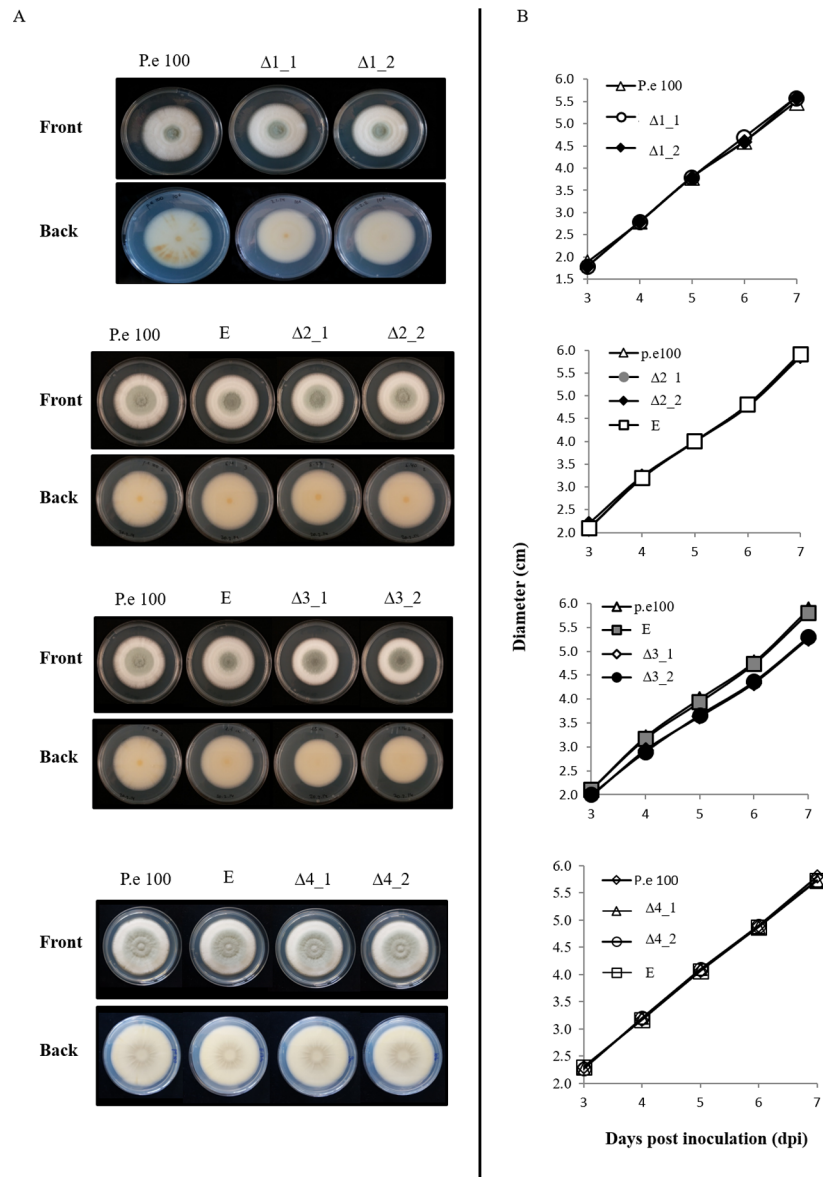 A
P.e 100 Δ1_1 Δ1_2
Front
Back
P.e 100 E Δ2_1 Δ2_2
Front
Back
P.e 100 E Δ3_1 Δ3_2
Front
Back
P.e 100 E Δ4_1 Δ4_2
Front
Back
B
6.0
5.5
5.0
4.5
4.0
3.5
3.0
2.5
2.0
1.5
P.e 100
Δ1_1
Δ1_2
3 4 5 6 7
6.0
5.5
5.0
4.5
4.0
3.5
3.0
2.5
2.0
p.e100
Δ2_1
Δ2_2
E
3 4 5 6 7
Diameter (cm)
6.0
5.5
5.0
4.5
4.0
3.5
3.0
2.5
2.0
p.e100
E
Δ3_1
Δ3_2
3 4 5 6 7
6.0
5.5
5.0
4.5
4.0
3.5
3.0
2.5
2.0
P.e 100
Δ4_1
Δ4_2
E
3 4 5 6 7
Days post inoculation (dpi)